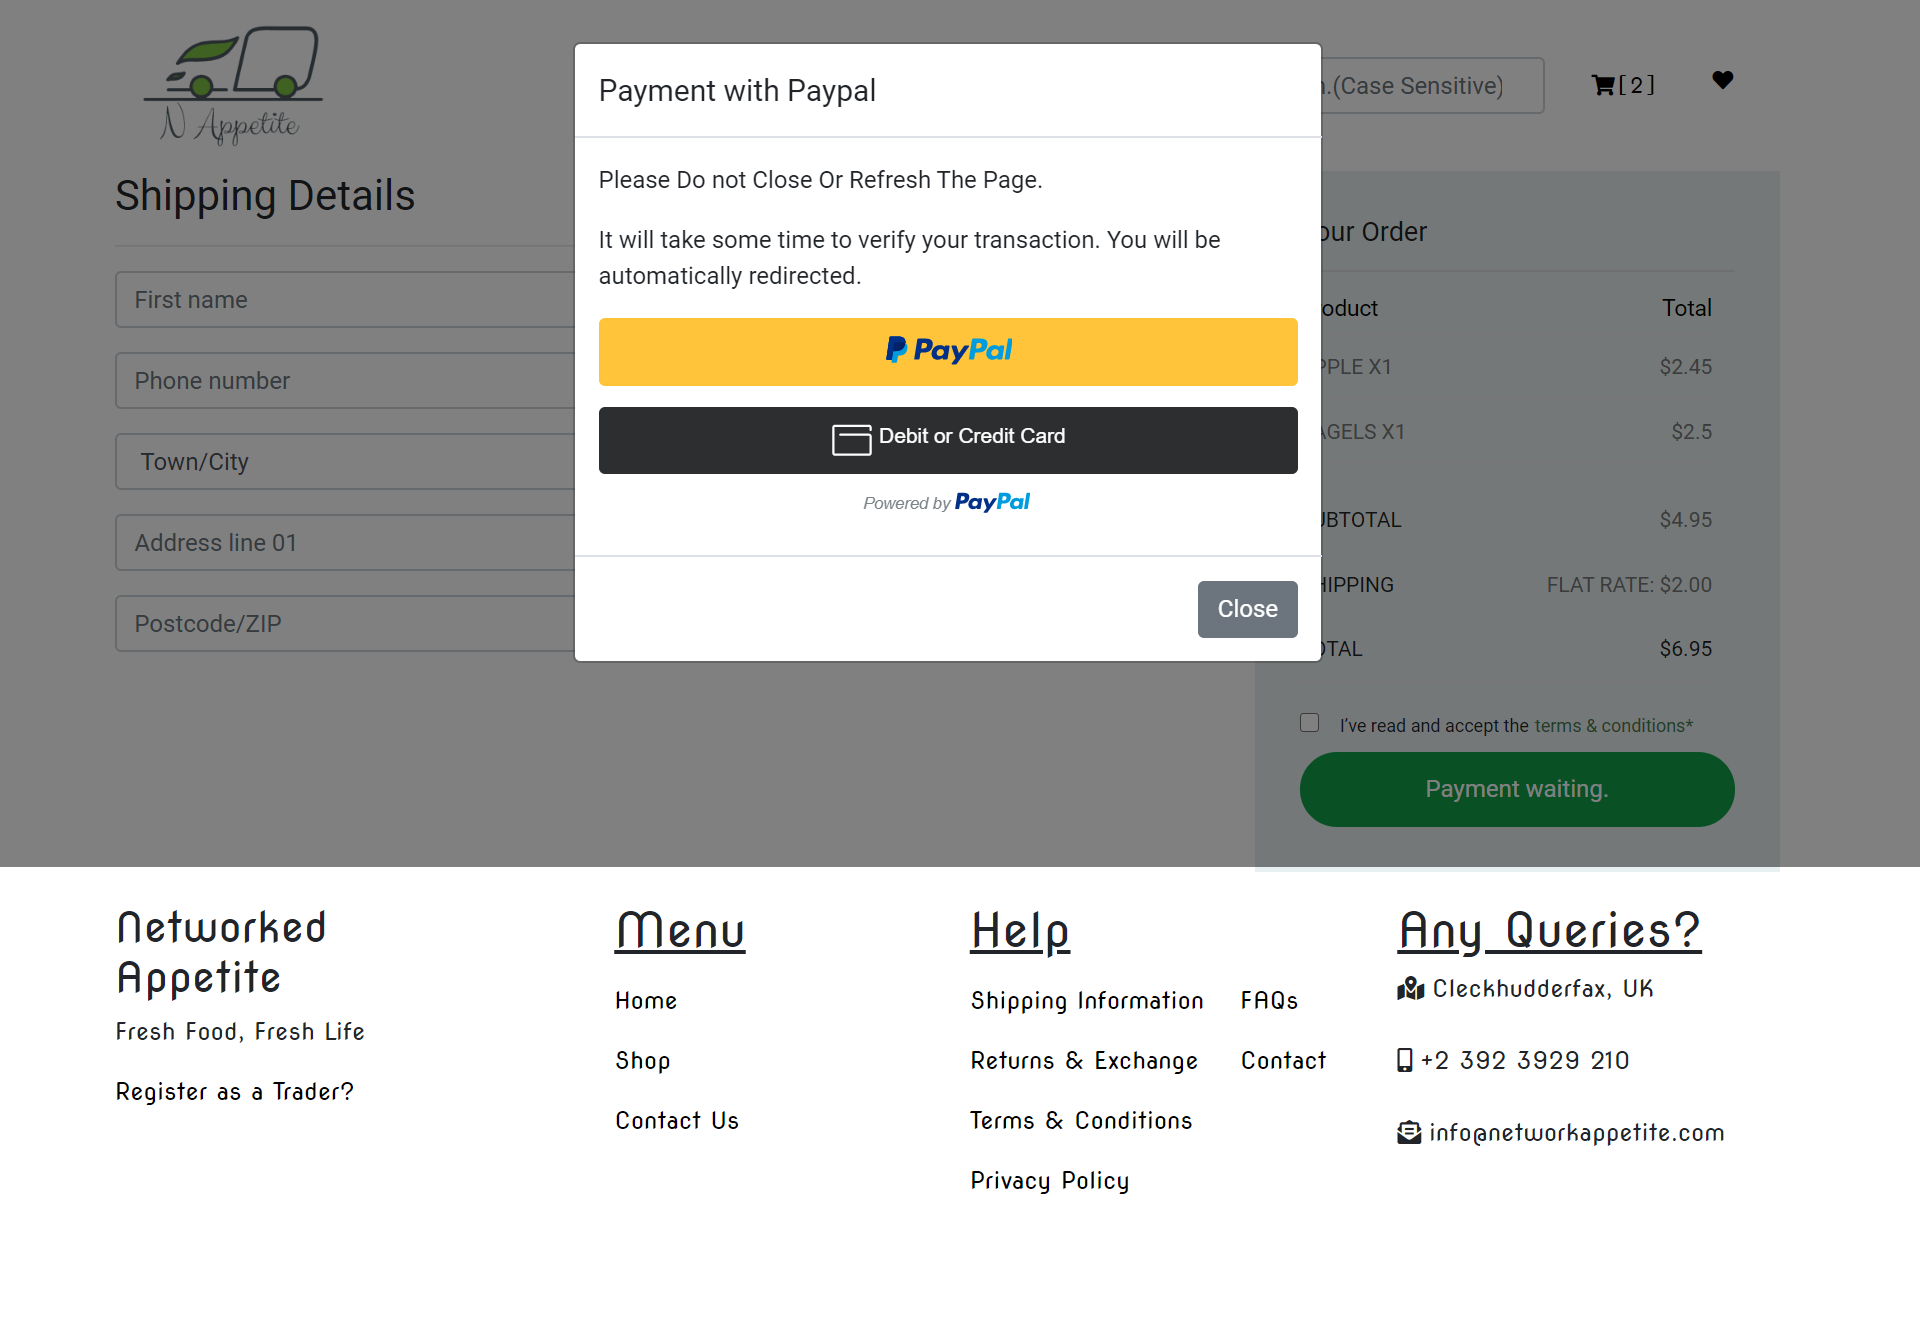 N Appetite
n.(Case Sensitive)
[2]
Payment with Paypal
Please Do not Close Or Refresh The Page.
It will take some time to verify your transaction. You will be
automatically redirected.
PayPal
Debit or Credit Card
Powered by PayPal
Close
Shipping Details
First name
Phone number
Town/City
Address line 01
Postcode/ZIP
our Order
oduct Total
PPLE X1 $2.45
AGELS X1 $2.5
UBTOTAL $4.95
HIPPING FLAT RATE: $2.00
OTAL $6.95
I've read and accept the terms & conditions*
Payment waiting.
Networked
Appetite
Fresh Food, Fresh Life
Register as a Trader?
Menu
Home
Shop
Contact Us
Help
Shipping Information
Returns & Exchange
Terms & Conditions
Privacy Policy
FAQs
Contact
Any Queries?
Cleckhudderfax, UK
+2 392 3929 210
info@networkappetite.com